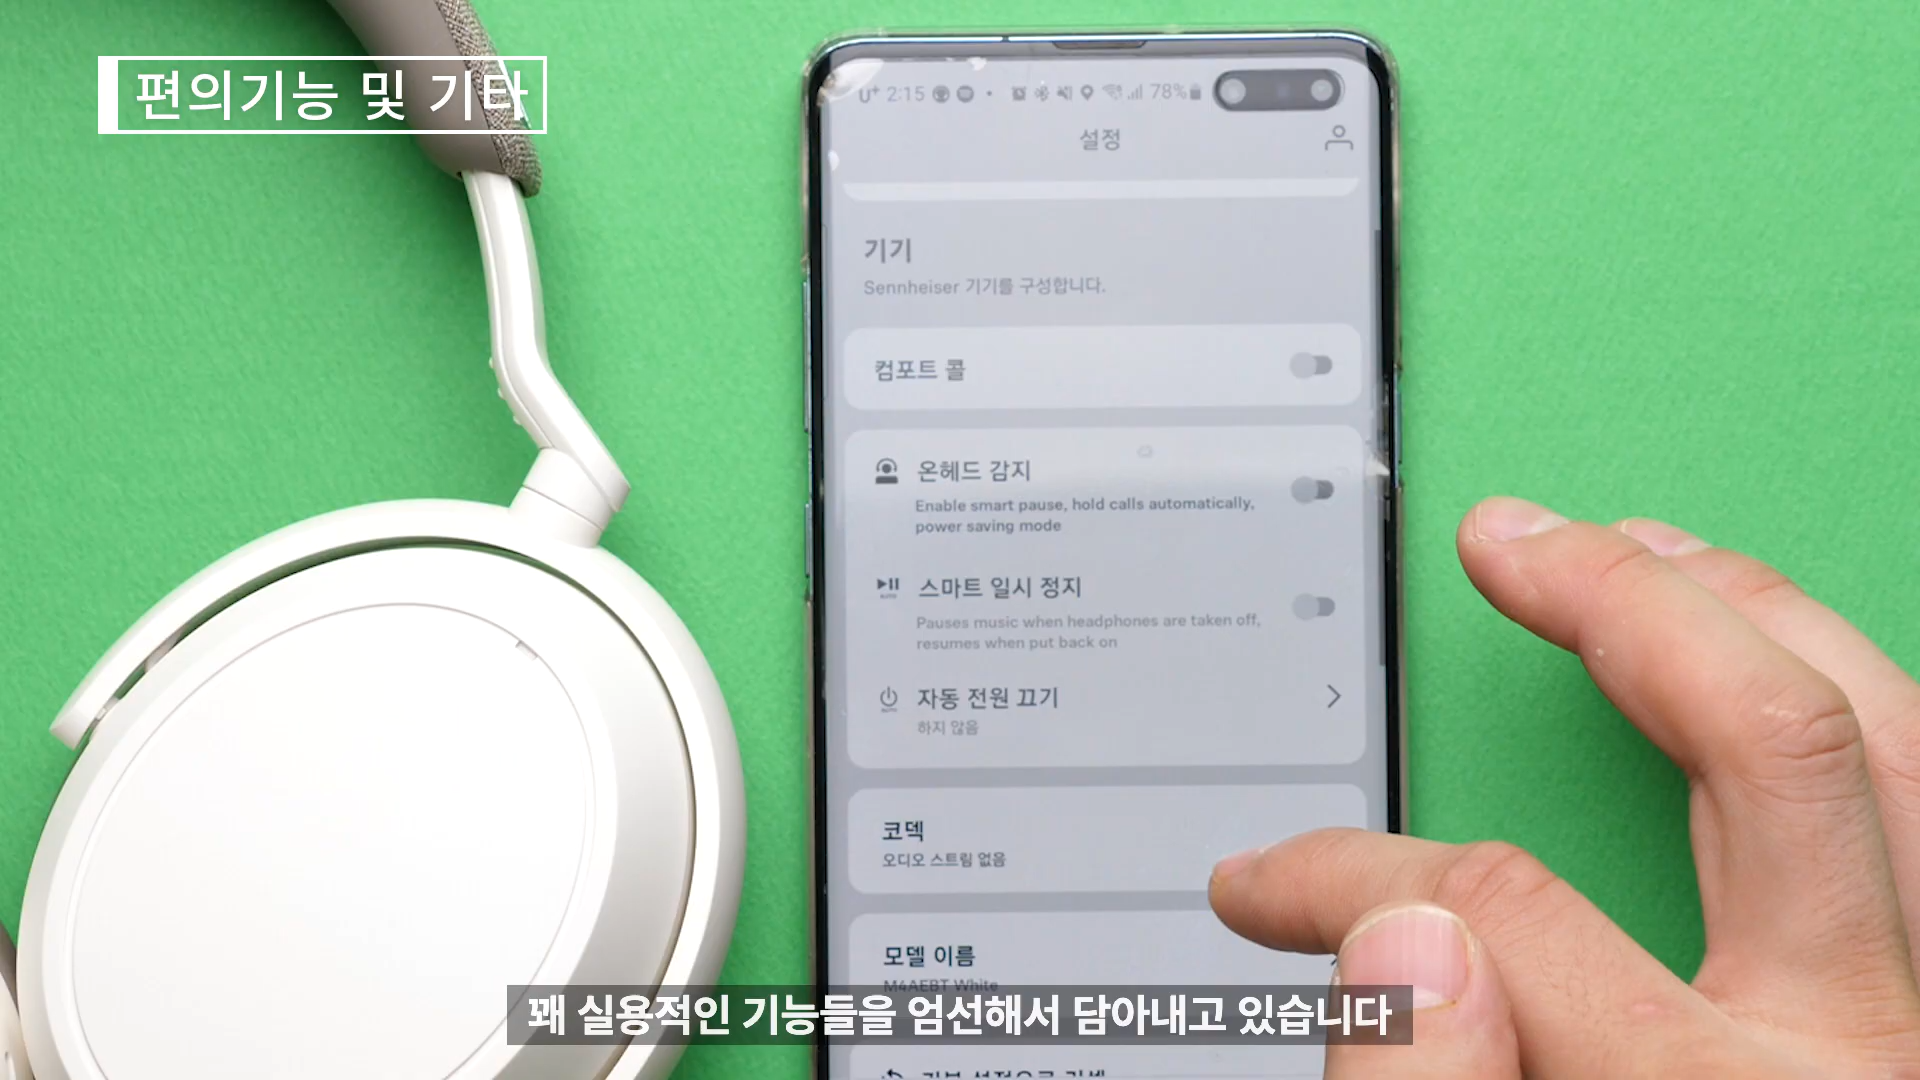 편의기능 및 기타
U⁺ 2:15
78%
설정
기기
Sennheiser 기기를 구성합니다.
컴포트 콜
온헤드 감지
Enable smart pause, hold calls automatically,
power saving mode
스마트 일시 정지
Pauses music when headphones are taken off,
resumes when put back on
자동 전원 끄기
하지 않음
코덱
오디오 스트림 없음
모델 이름
M4AEBT White
꽤 실용적인 기능들을 엄선해서 담아내고 있습니다